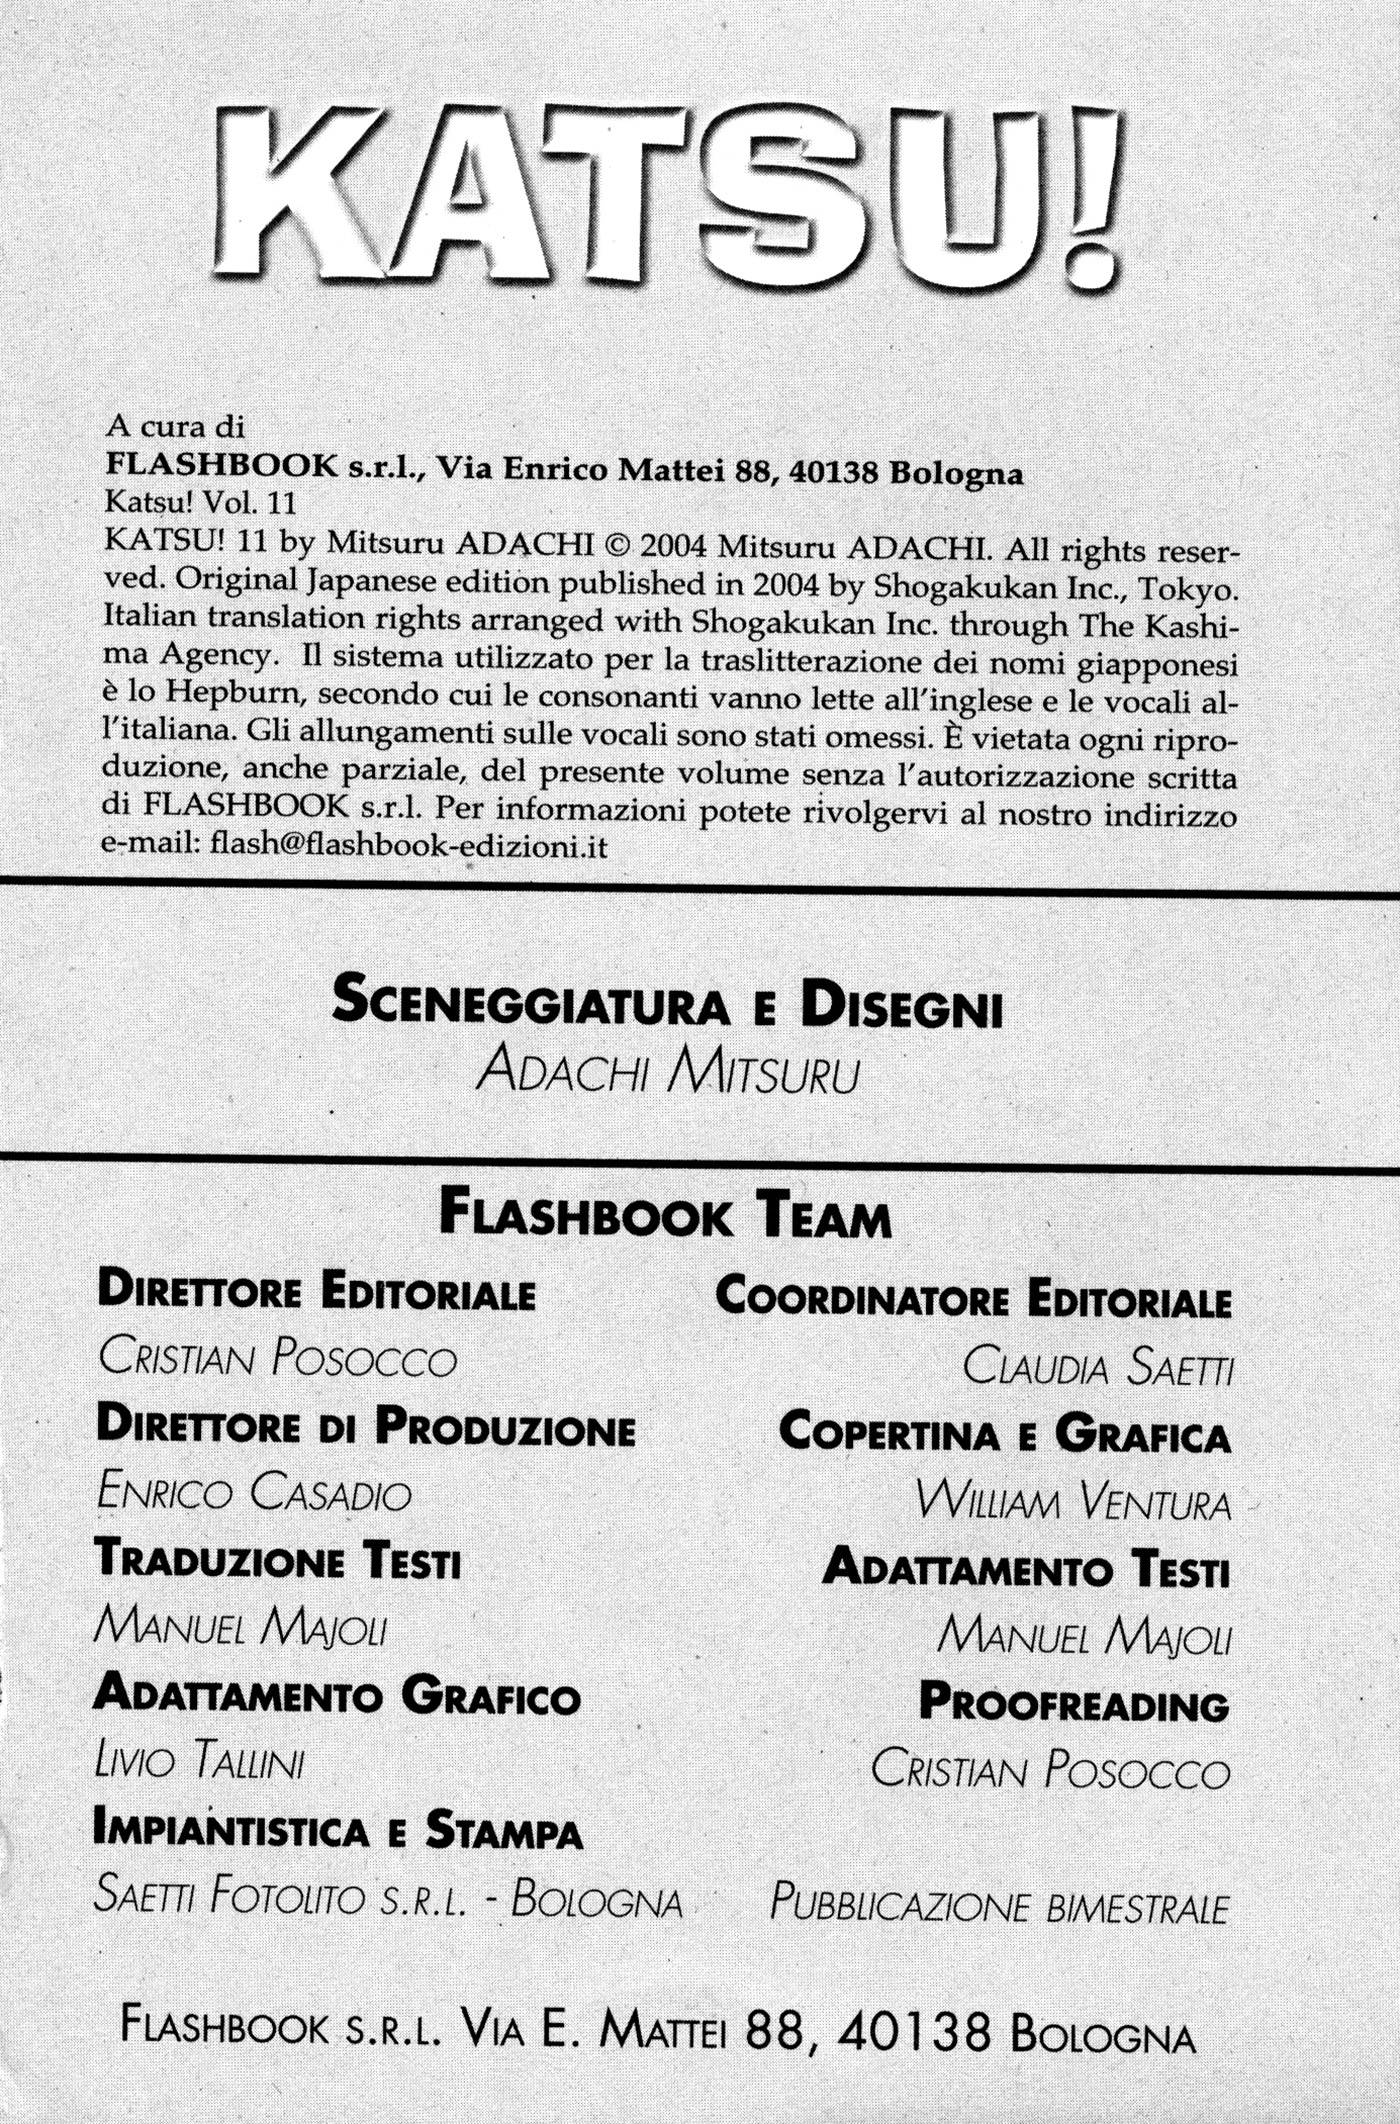 KATSU!
A cura di
FLASHBOOK s.r.l., Via Enrico Mattei 88, 40138 Bologna
Katsu! Vol. 11
KATSU! 11 by Mitsuru ADACHI © 2004 Mitsuru ADACHI. All rights reser-
ved. Original Japanese edition published in 2004 by Shogakukan Inc., Tokyo.
Italian translation rights arranged with Shogakukan Inc. through The Kashi-
ma Agency. Il sistema utilizzato per la traslitterazione dei nomi giapponesi
è lo Hepburn, secondo cui le consonanti vanno lette all'inglese e le vocali al-
l'italiana. Gli allungamenti sulle vocali sono stati omessi. È vietata ogni ripro-
duzione, anche parziale, del presente volume senza l'autorizzazione scritta
di FLASHBOOK s.r.l. Per informazioni potete rivolgervi al nostro indirizzo
e-mail: flash@flashbook-edizioni.it
SCENEGGIATURA E DISEGNI
ADACHI MITSURU
FLASHBOOK TEAM
DIRETTORE EDITORIALE
CRISTIAN POSOCCO
DIRETTORE DI PRODUZIONE
ENRICO CASADIO
TRADUZIONE TESTI
MANUEL MAJOLI
ADATTAMENTO GRAFICO
LIVIO TALLINI
IMPIANTISTICA E STAMPA
SAETTI FOTOLITO S.R.L. - BOLOGNA
COORDINATORE EDITORIALE
CLAUDIA SAETTI
COPERTINA E GRAFICA
WILLIAM VENTURA
ADATTAMENTO TESTI
MANUEL MAJOLI
PROOFREADING
CRISTIAN POSOCCO
PUBBLICAZIONE BIMESTRALE
FLASHBOOK S.R.L. VIA E. MATTEI 88, 40138 BOLOGNA